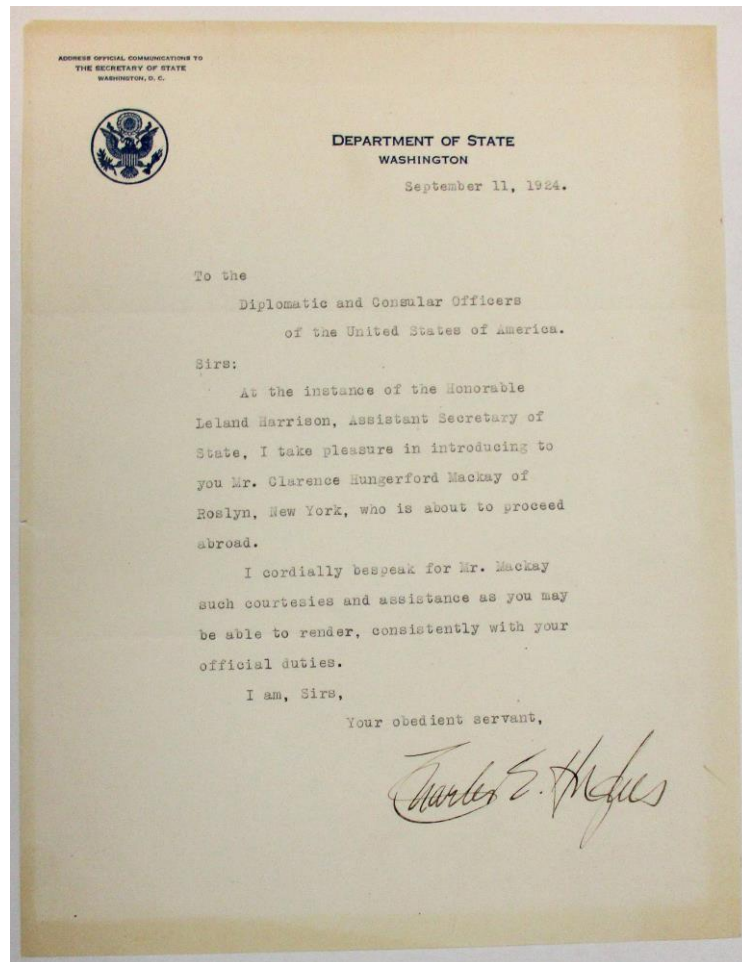 ADDRESS OFFICIAL COMMUNICATIONS TO
THE SECRETARY OF STATE
WASHINGTON, D. C.
DEPARTMENT OF STATE
WASHINGTON
September 11, 1924.
To the
Diplomatic and Consular Officers
of the United States of America.
Sirs:
At the instance of the Honorable
Leland Harrison, Assistant Secretary of
State, I take pleasure in introducing to
you Mr. Clarence Hungerford Mackay of
Roslyn, New York, who is about to proceed
abroad.
I cordially bespeak for Mr. Mackay
such courtesies and assistance as you may
be able to render, consistently with your
official duties.
I am, Sirs,
Your obedient servant,
Charles E. Hughes